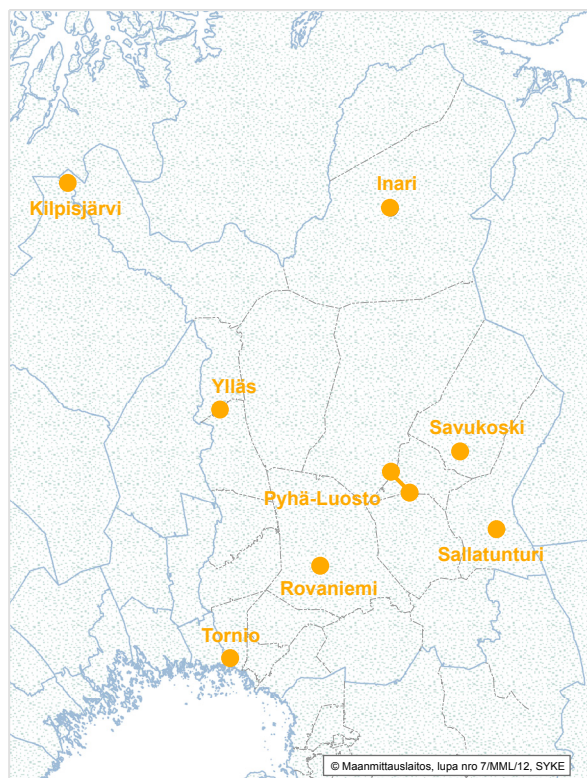 Inari
Kilpisjärvi
Ylläs
Savukoski
Pyhä-Luosto
Sallatunturi
Rovaniemi
Tornio
© Maanmittauslaitos, lupa nro 7/MML/12, SYKE